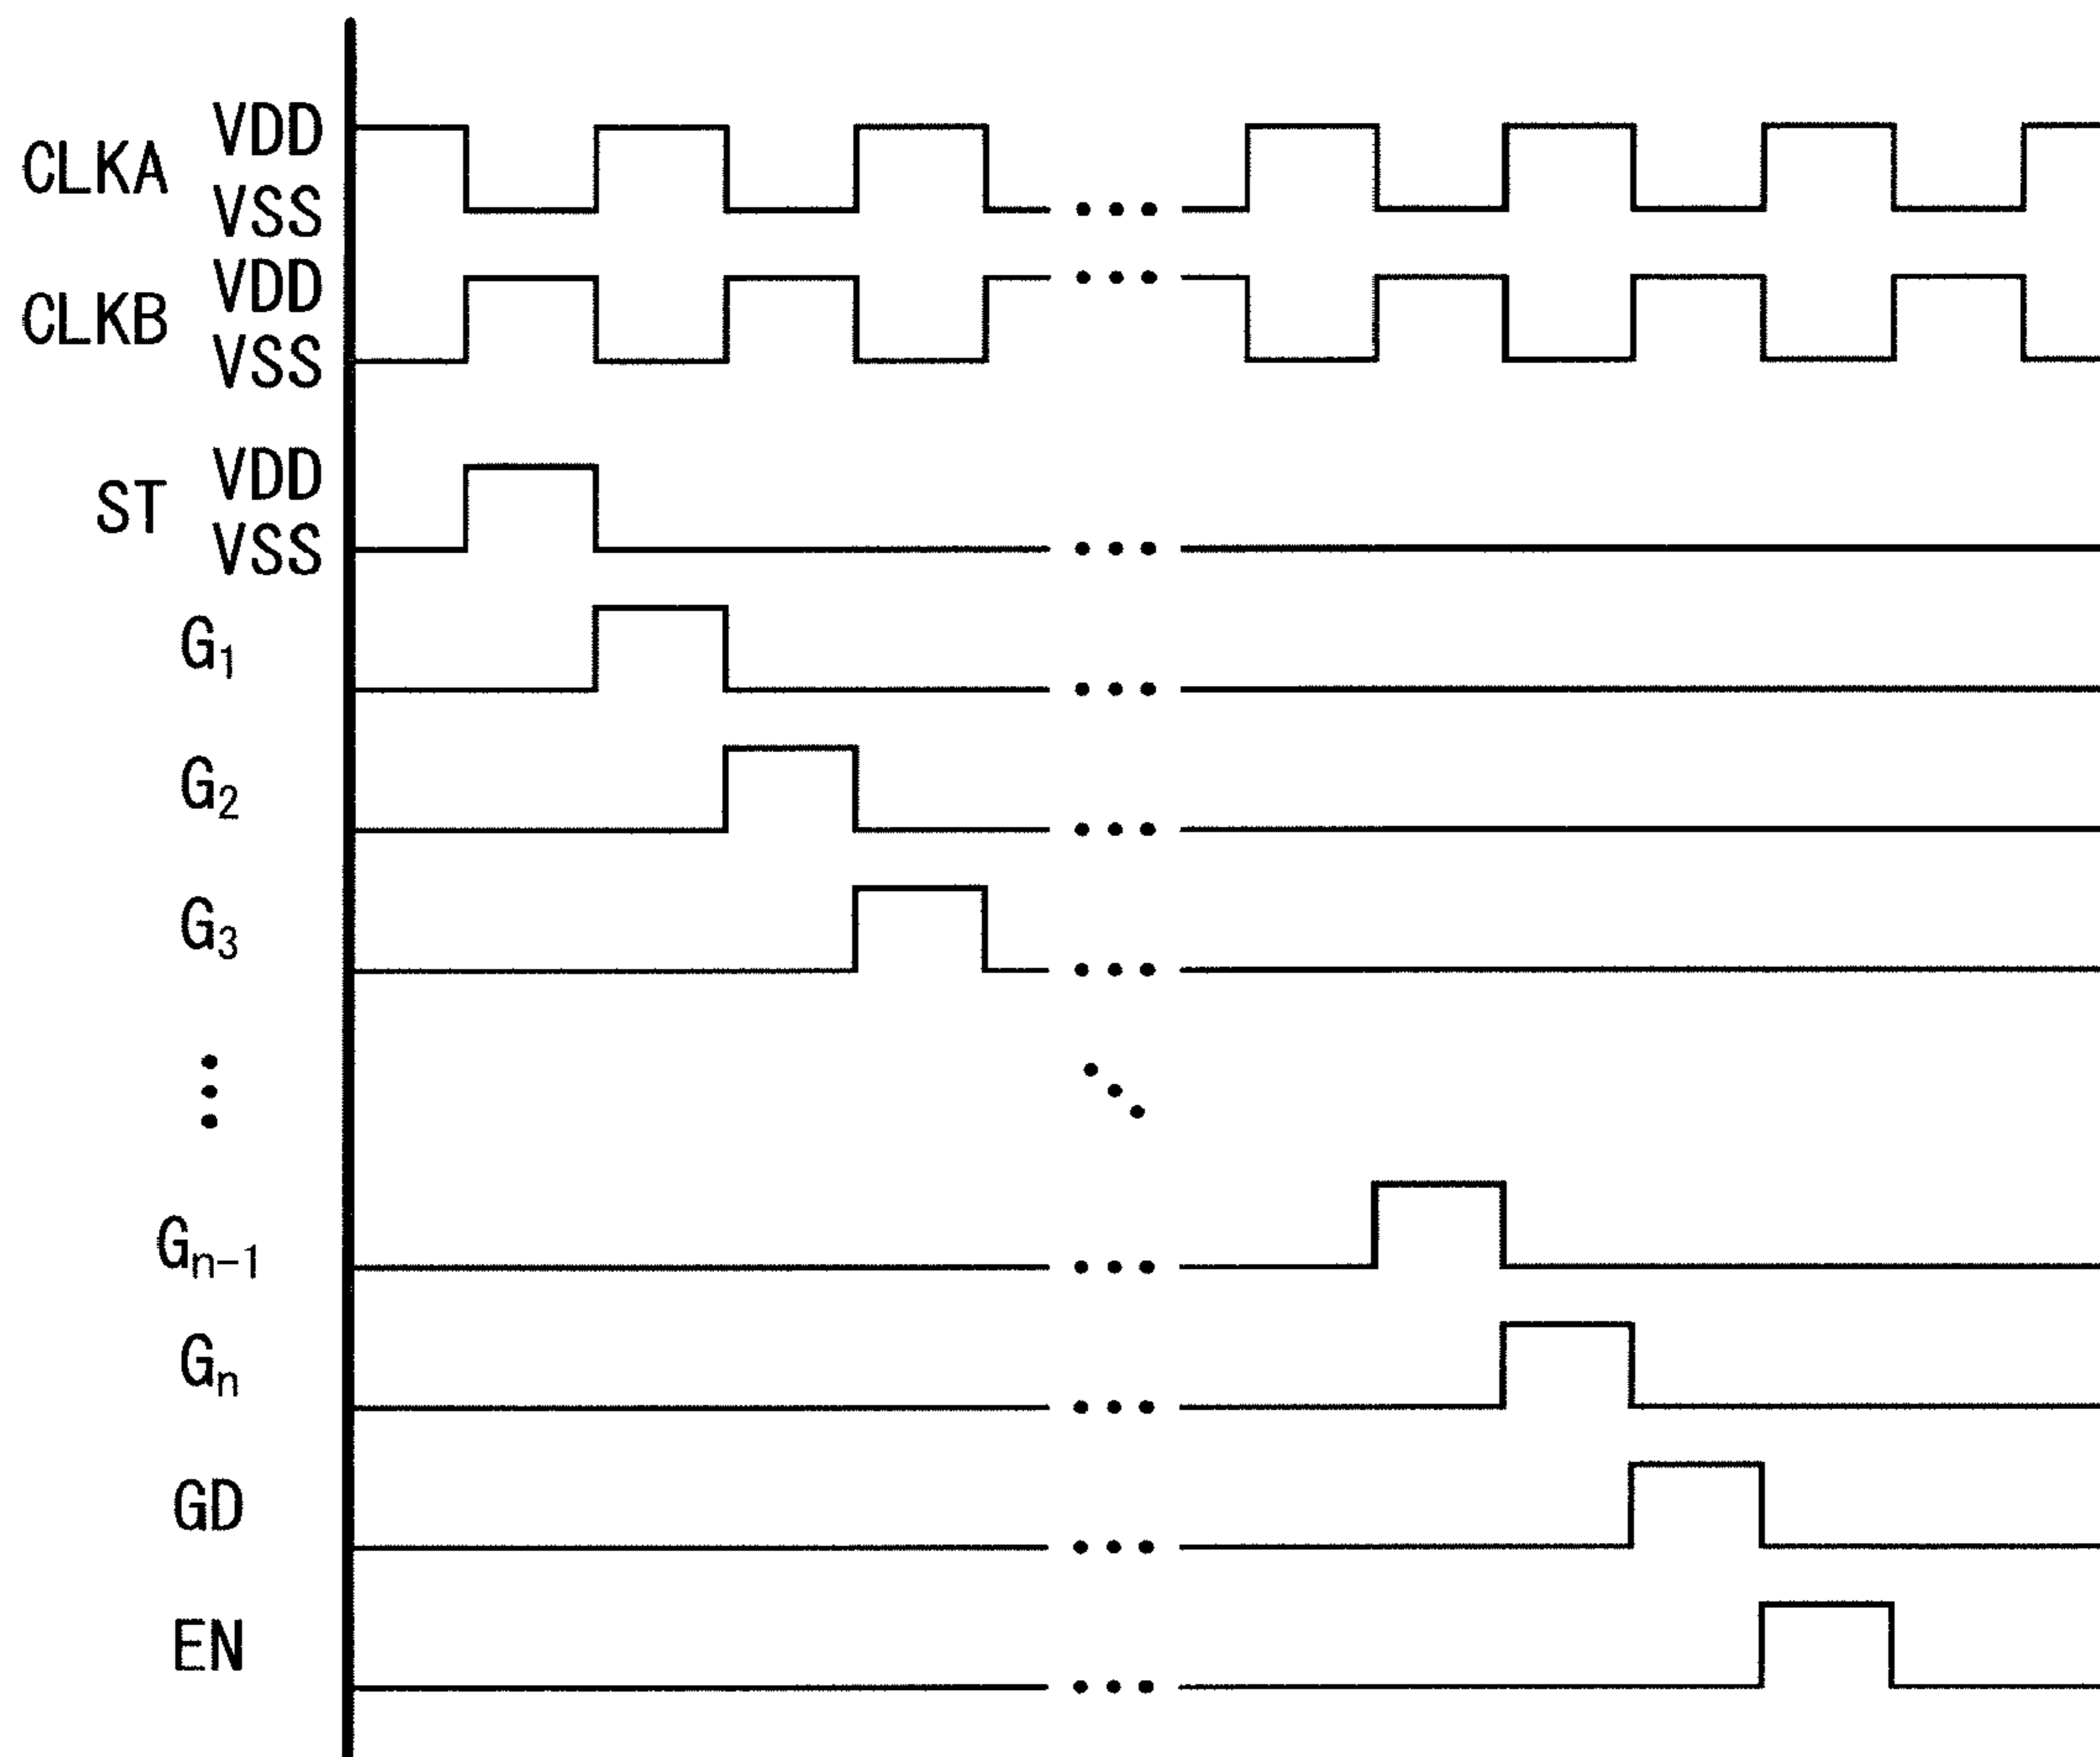 CLKA VDD
VSS
CLKB VDD
VSS
ST VDD
VSS
G₁
G₂
G₃
Gₙ₋₁
Gₙ
GD
EN